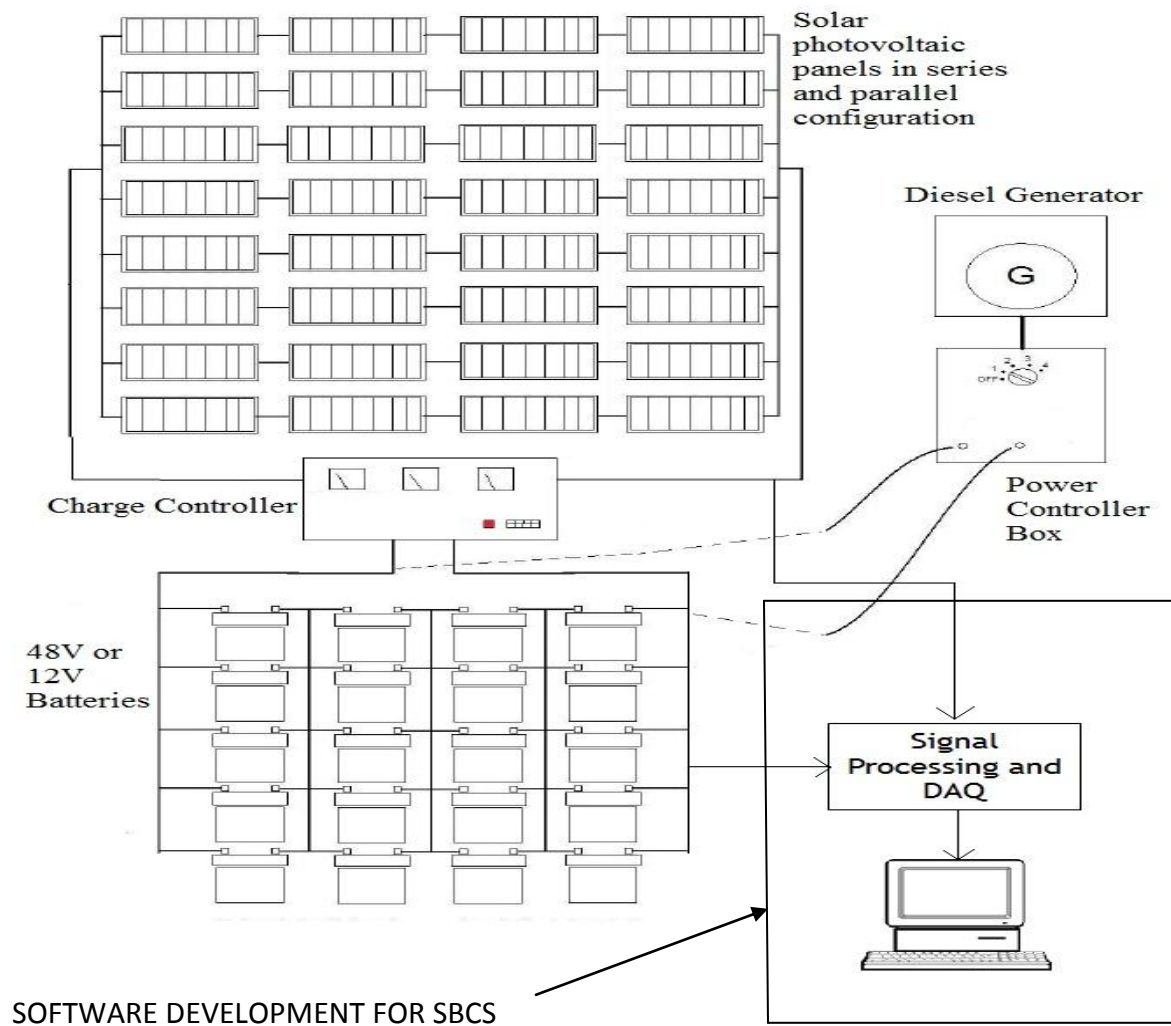 Solar
photovoltaic
panels in series
and parallel
configuration
Diesel Generator
G
1 2 3 4
OFF
Charge Controller
Power
Controller
Box
48V or
12V
Batteries
Signal
Processing and
DAQ
SOFTWARE DEVELOPMENT FOR SBCS